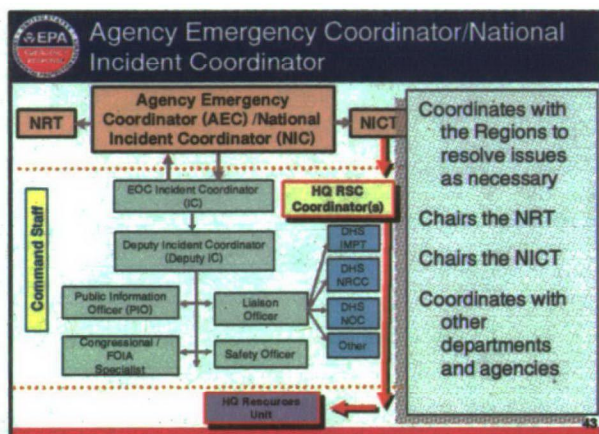 UNITED STATES
EPA
Agency Emergency Coordinator/National
Incident Coordinator
NRT
Agency Emergency
Coordinator (AEC) /National
Incident Coordinator (NIC)
NICT
EOC Incident Coordinator
(IC)
HQ RSC
Coordinator(s)
Command Staff
Deputy Incident Coordinator
(Deputy IC)
DHS
IMPT
DHS
NRCC
Public Information
Officer (PIO)
Liaison
Officer
DHS
NOC
Congressional /
FOIA
Specialist
Safety Officer
Other
HQ Resources
Unit
Coordinates with
the Regions to
resolve issues
as necessary
Chairs the NRT
Chairs the NICT
Coordinates with
other
departments
and agencies
43